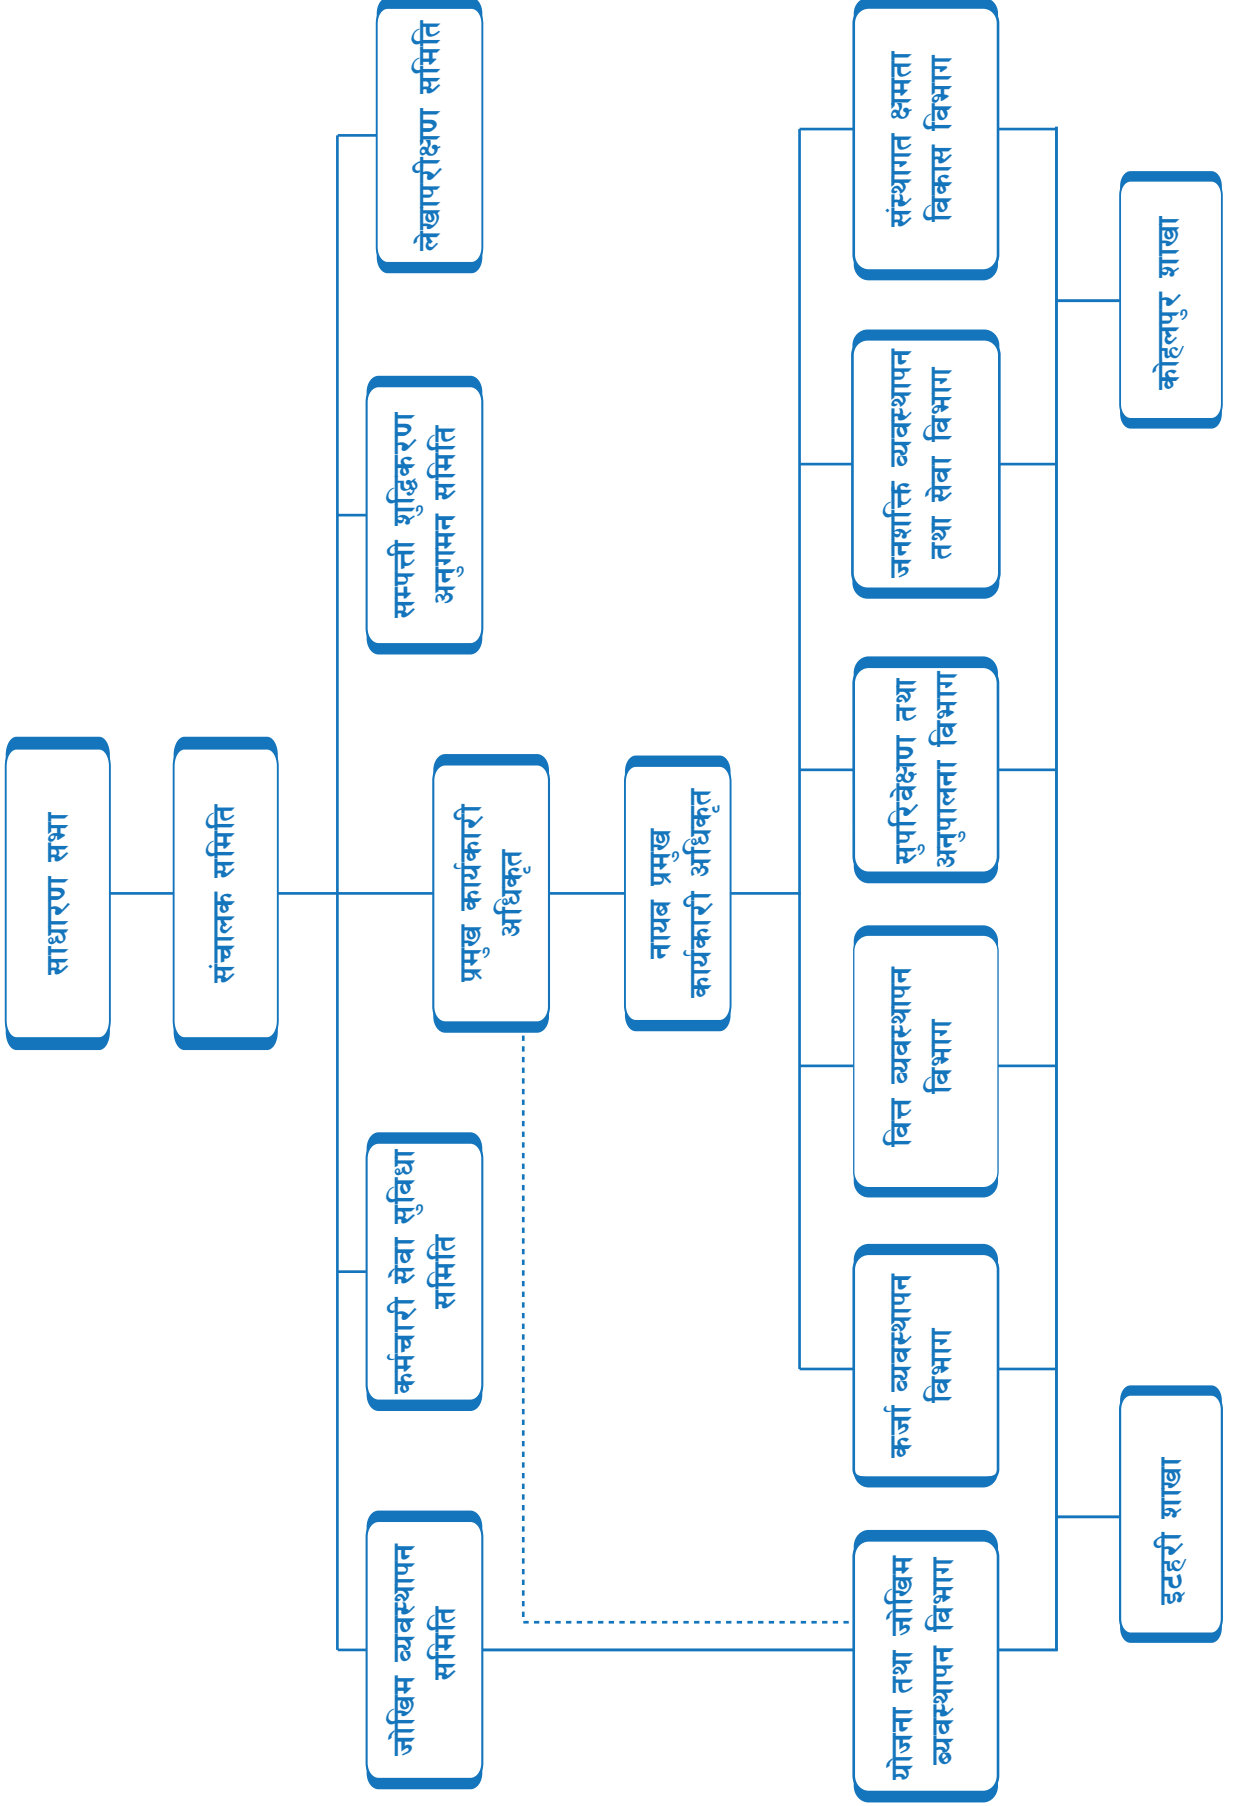 साधारण सभा
संचालक समिति
जोखिम व्यवस्थापन
समिति
कर्मचारी सेवा सुविधा
समिति
प्रमुख कार्यकारी
अधिकृत
सम्पत्ती शुद्धिकरण
अनुगमन समिति
लेखापरीक्षण समिति
नायब प्रमुख
कार्यकारी अधिकृत
योजना तथा जोखिम
ब्यवस्थापन विभाग
कर्जा ब्यवस्थापन
विभाग
वित्त ब्यवस्थापन
विभाग
सुपरिवेक्षण तथा
अनुपालना विभाग
जनशक्ति ब्यवस्थापन
तथा सेवा विभाग
संस्थागत क्षमता
विकास विभाग
इटहरी शाखा
कोहलपुर शाखा